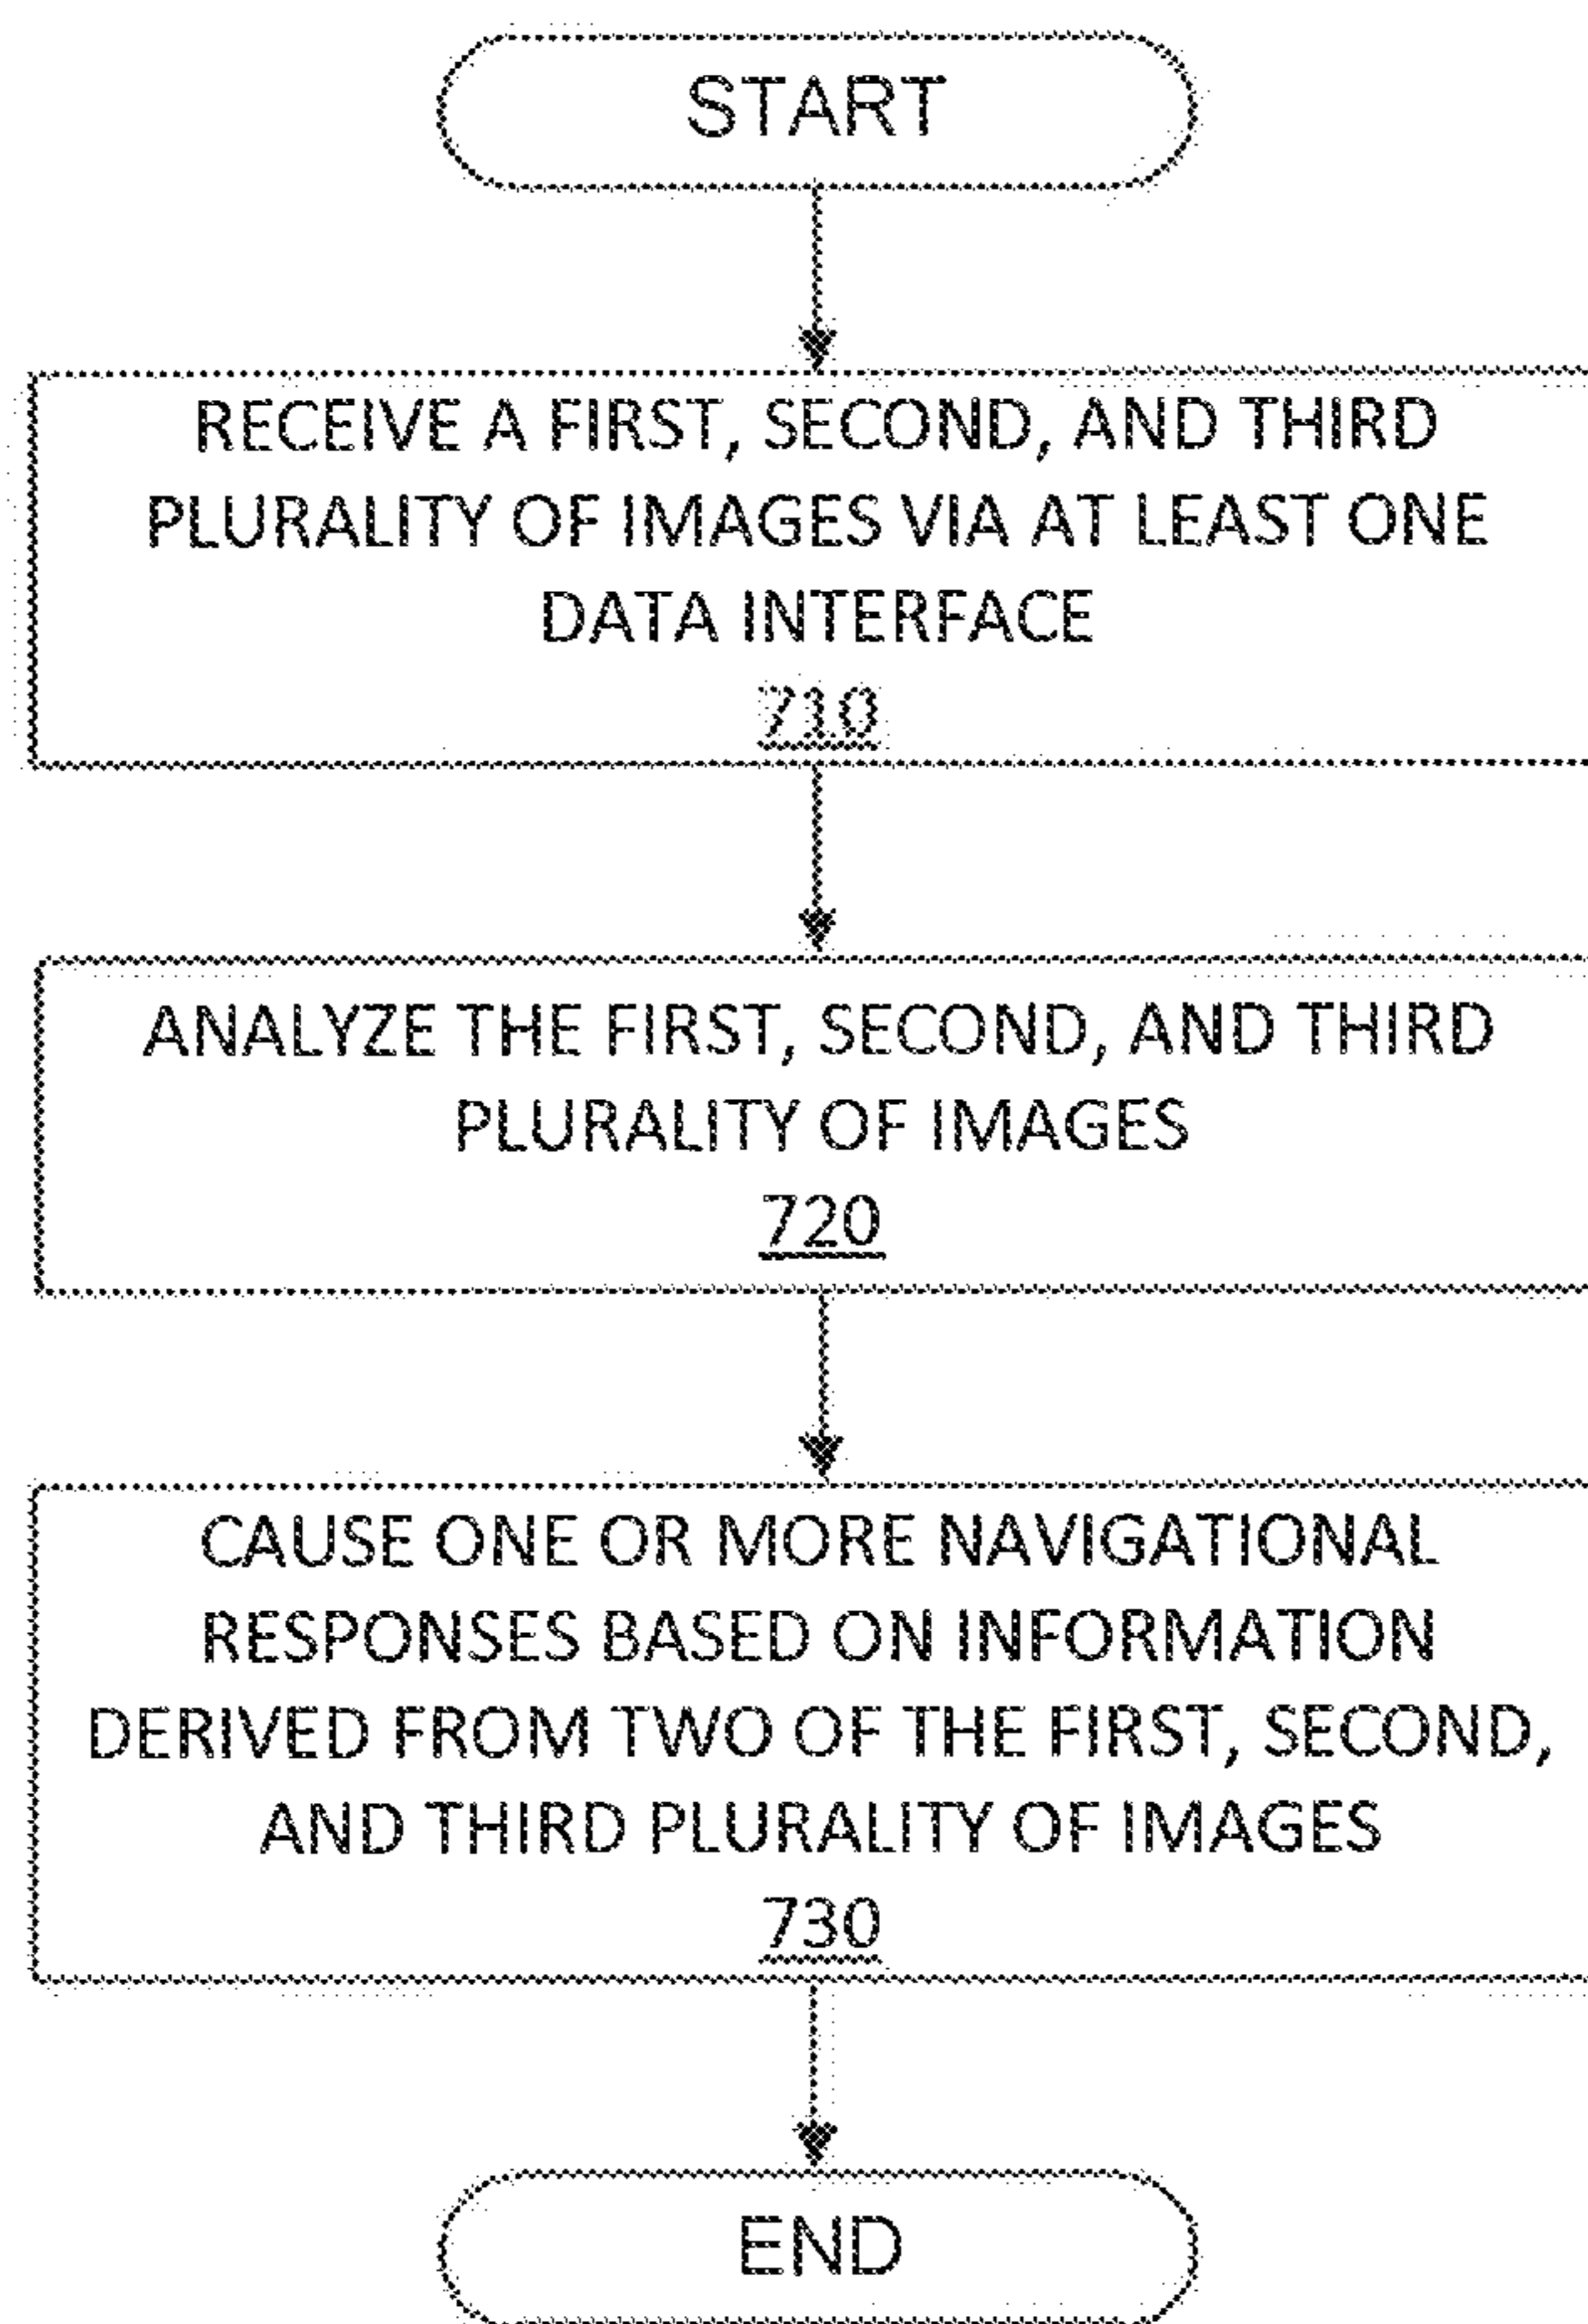 START
RECEIVE A FIRST, SECOND, AND THIRD
PLURALITY OF IMAGES VIA AT LEAST ONE
DATA INTERFACE
710
ANALYZE THE FIRST, SECOND, AND THIRD
PLURALITY OF IMAGES
720
CAUSE ONE OR MORE NAVIGATIONAL
RESPONSES BASED ON INFORMATION
DERIVED FROM TWO OF THE FIRST, SECOND,
AND THIRD PLURALITY OF IMAGES
730
END